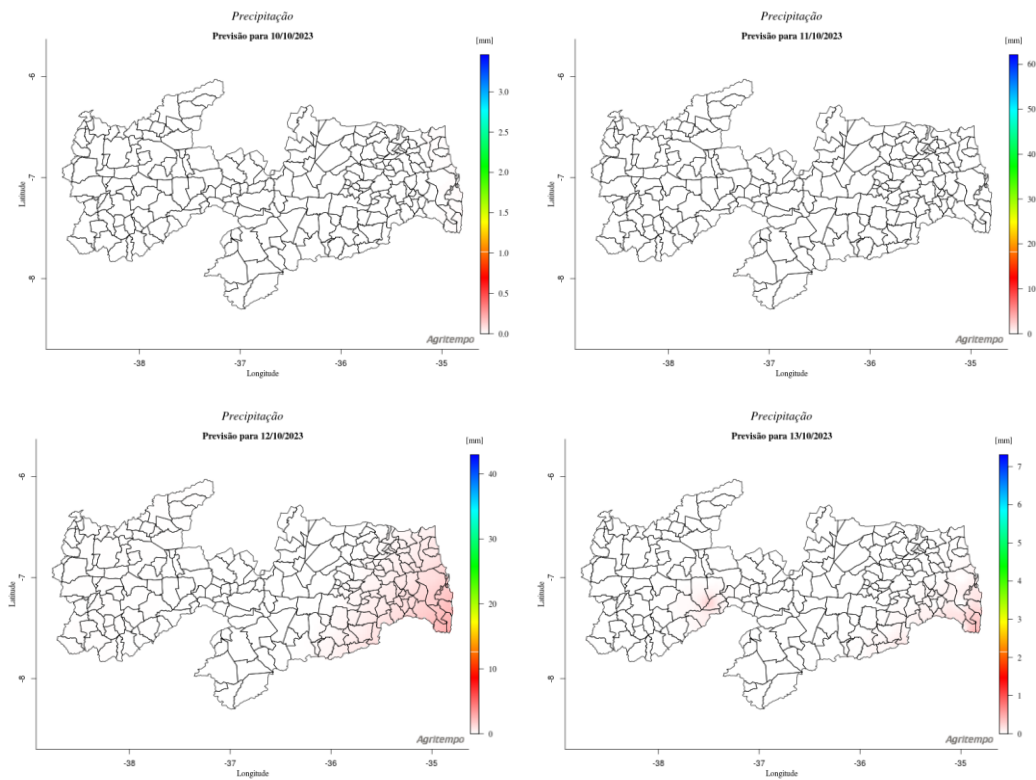 Precipitação
Previsão para 10/10/2023
[mm]
3.0
2.5
2.0
1.5
1.0
0.5
0.0
-6
-7
-8
Latitude
-38
-37
-36
-35
Longitude
Agritempo
Precipitação
Previsão para 11/10/2023
[mm]
60
50
40
30
20
10
0
-6
-7
-8
Latitude
-38
-37
-36
-35
Longitude
Agritempo
Precipitação
Previsão para 12/10/2023
[mm]
40
30
20
10
0
-6
-7
-8
Latitude
-38
-37
-36
-35
Longitude
Agritempo
Precipitação
Previsão para 13/10/2023
[mm]
7
6
5
4
3
2
1
0
-6
-7
-8
Latitude
-38
-37
-36
-35
Longitude
Agritempo